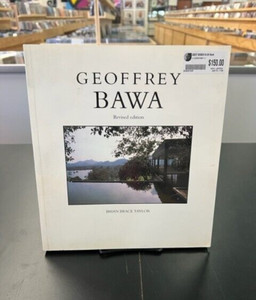 GEOFFREY
BAWA
Revised edition
BRIAN BRACE TAYLOR
$150.00